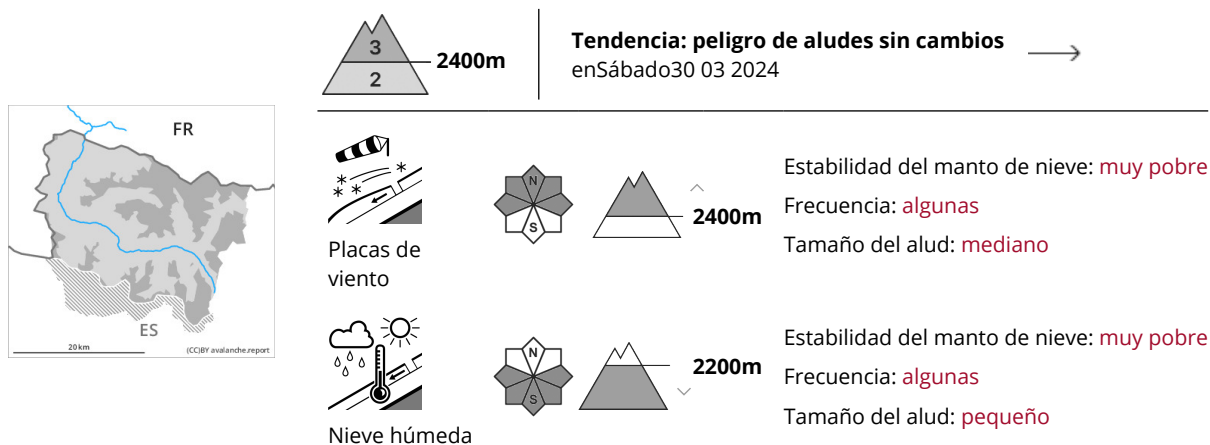 3
2
2400m
Tendencia: peligro de aludes sin cambios
enSábado30 03 2024
FR
ES
20 km
(CC)BY avalanche.report
Placas de
viento
N
S
2400m
Estabilidad del manto de nieve: muy pobre
Frecuencia: algunas
Tamaño del alud: mediano
Nieve húmeda
N
S
2200m
Estabilidad del manto de nieve: muy pobre
Frecuencia: algunas
Tamaño del alud: pequeño